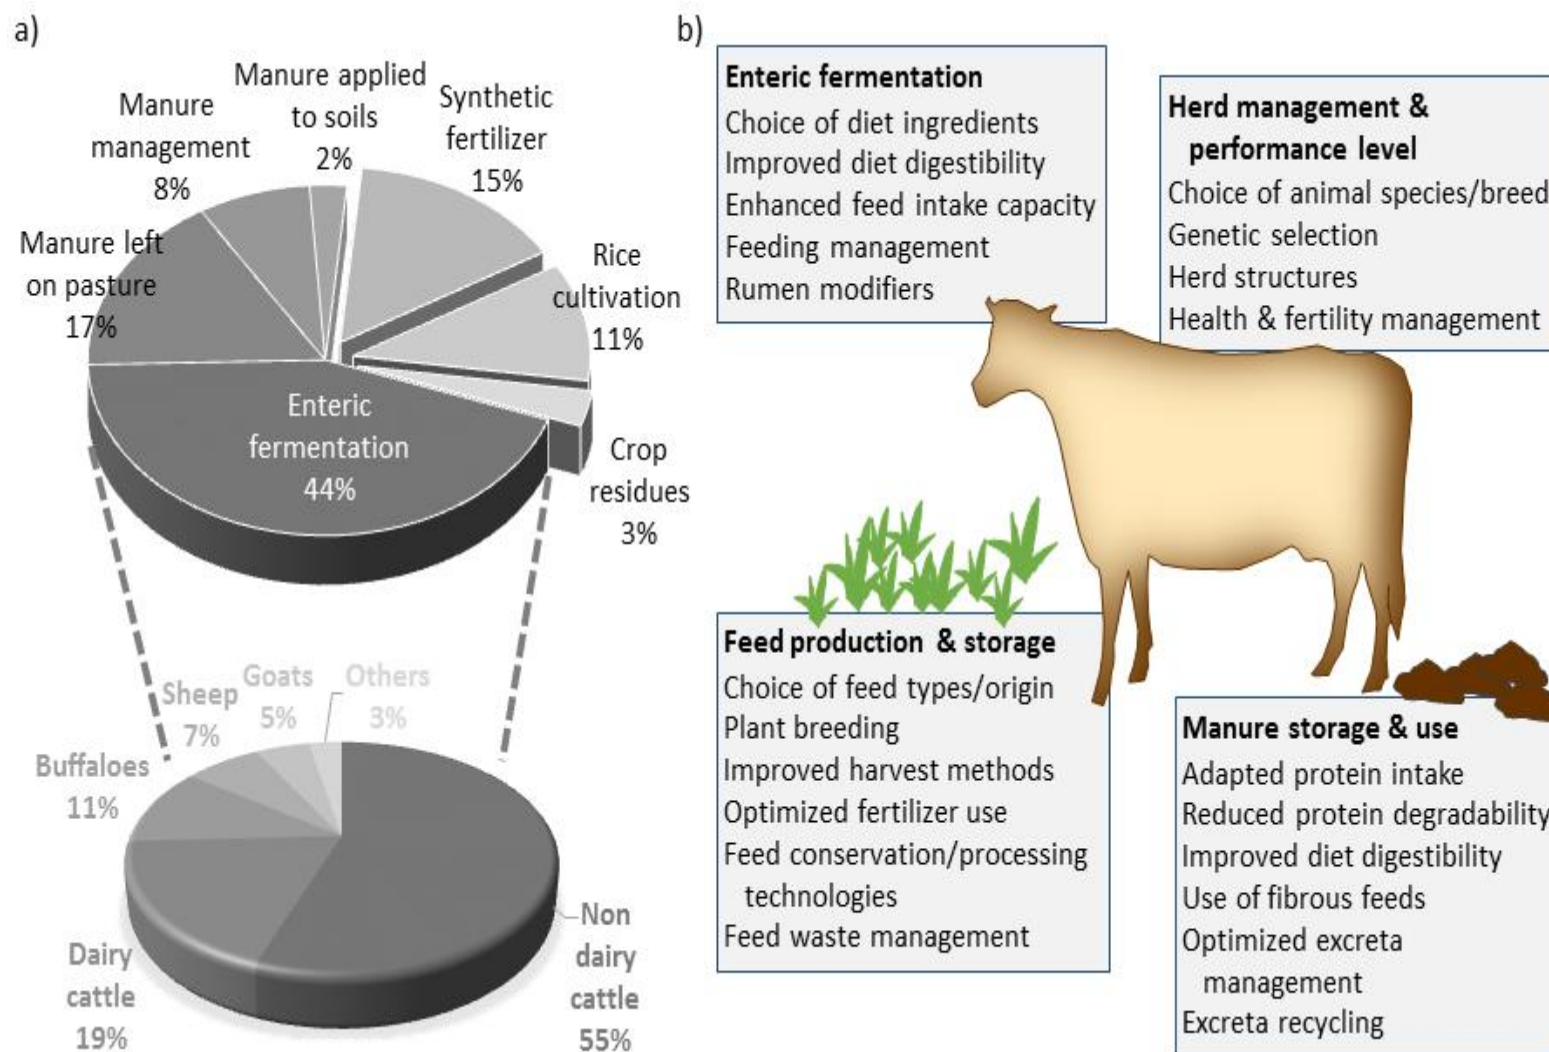 a)
Manure applied
to soils
2%
Synthetic
fertilizer
15%
Manure
management
8%
Manure left
on pasture
17%
Rice
cultivation
11%
Enteric
fermentation
44%
Crop
residues
3%
Sheep
7%
Goats
5%
Others
3%
Buffaloes
11%
Dairy
cattle
19%
Non
dairy
cattle
55%
b)
Enteric fermentation
Choice of diet ingredients
Improved diet digestibility
Enhanced feed intake capacity
Feeding management
Rumen modifiers
Herd management &
performance level
Choice of animal species/breed
Genetic selection
Herd structures
Health & fertility management
Feed production & storage
Choice of feed types/origin
Plant breeding
Improved harvest methods
Optimized fertilizer use
Feed conservation/processing
technologies
Feed waste management
Manure storage & use
Adapted protein intake
Reduced protein degradability
Improved diet digestibility
Use of fibrous feeds
Optimized excreta
management
Excreta recycling